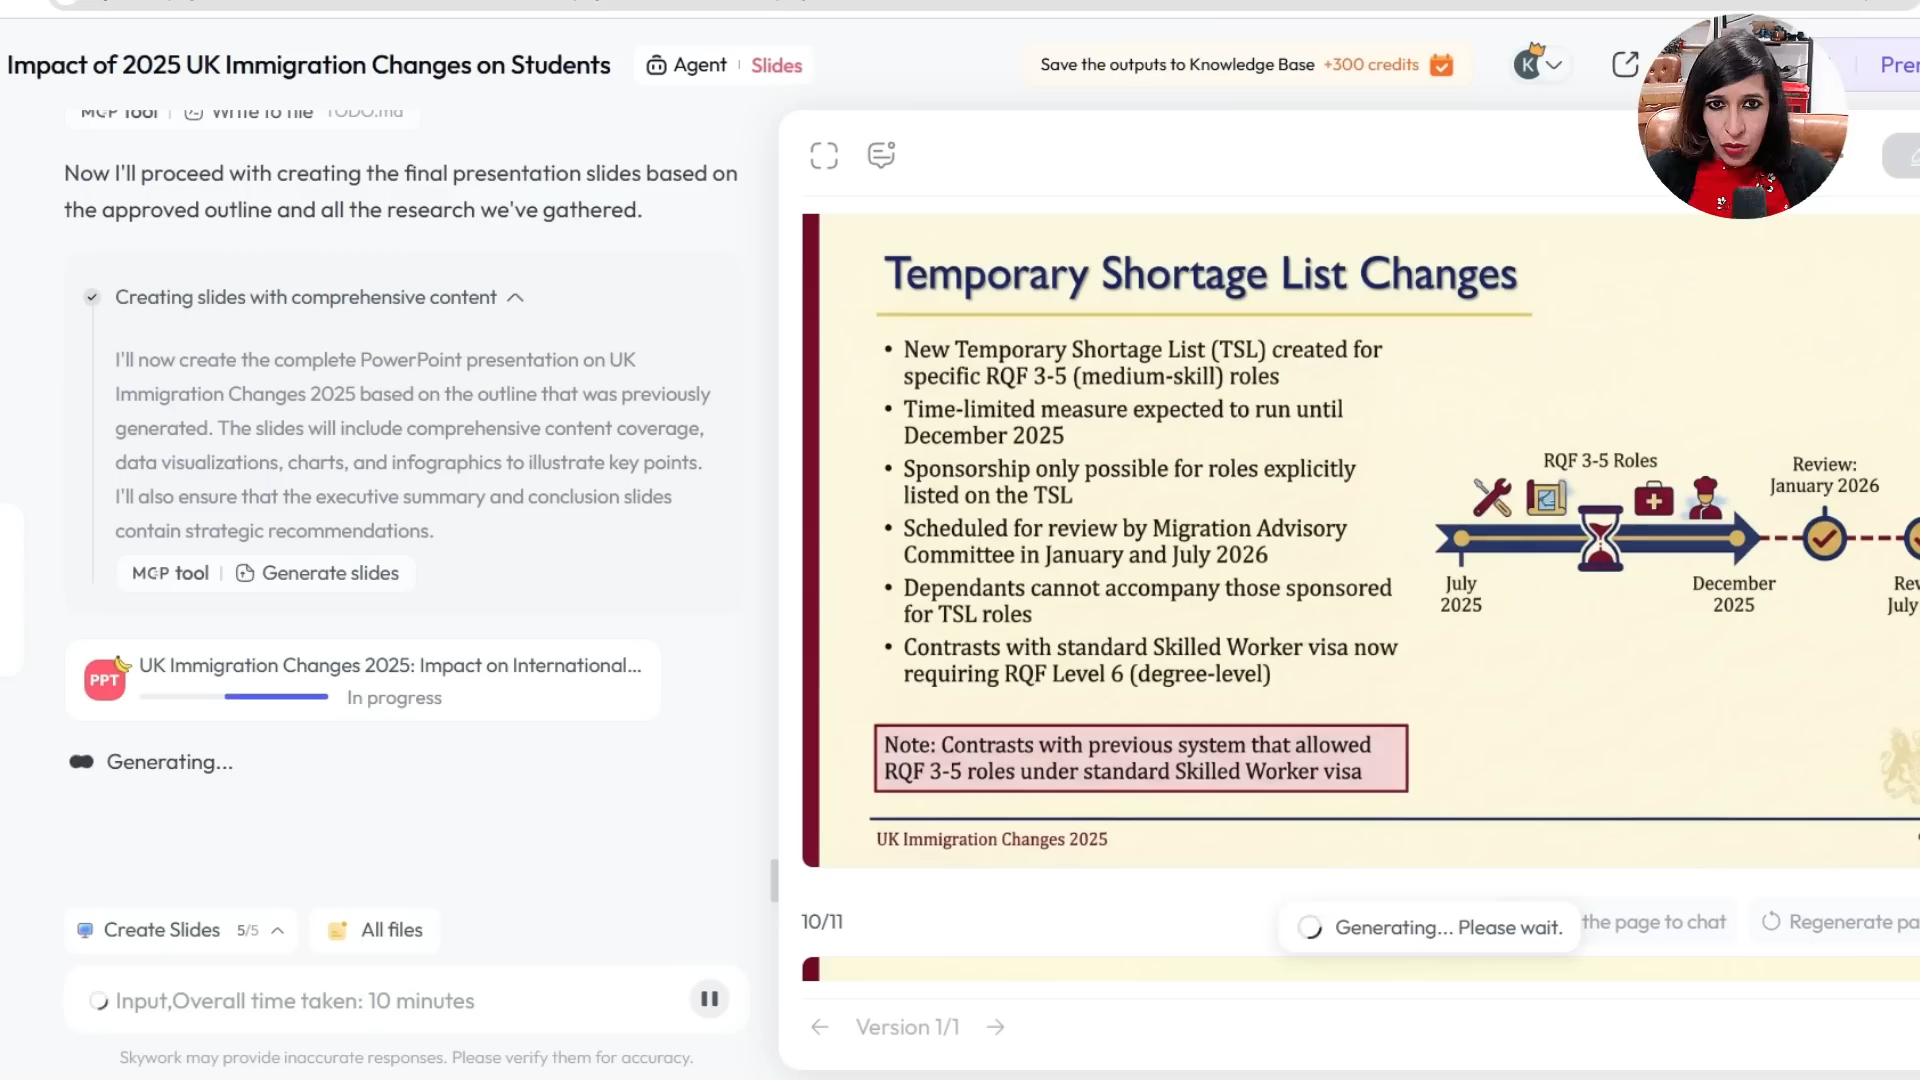 Impact of 2025 UK Immigration Changes on Students
Agent
Slides
Save the outputs to Knowledge Base +300 credits
K
MCP tool
Write to file TODO.md
Now I'll proceed with creating the final presentation slides based on
the approved outline and all the research we've gathered.
Creating slides with comprehensive content
I'll now create the complete PowerPoint presentation on UK
Immigration Changes 2025 based on the outline that was previously
generated. The slides will include comprehensive content coverage,
data visualizations, charts, and infographics to illustrate key points.
I'll also ensure that the executive summary and conclusion slides
contain strategic recommendations.
MCP tool
Generate slides
PPT
UK Immigration Changes 2025: Impact on International...
In progress
Generating...
Create Slides 5/5
All files
Input,Overall time taken: 10 minutes
Skywork may provide inaccurate responses. Please verify them for accuracy.
Temporary Shortage List Changes
• New Temporary Shortage List (TSL) created for
specific RQF 3-5 (medium-skill) roles
• Time-limited measure expected to run until
December 2025
• Sponsorship only possible for roles explicitly
listed on the TSL
• Scheduled for review by Migration Advisory
Committee in January and July 2026
• Dependants cannot accompany those sponsored
for TSL roles
• Contrasts with standard Skilled Worker visa now
requiring RQF Level 6 (degree-level)
Note: Contrasts with previous system that allowed
RQF 3-5 roles under standard Skilled Worker visa
RQF 3-5 Roles
Review:
January 2026
July
2025
December
2025
July
UK Immigration Changes 2025
10/11
Generating... Please wait.
the page to chat
Regenerate
Version 1/1